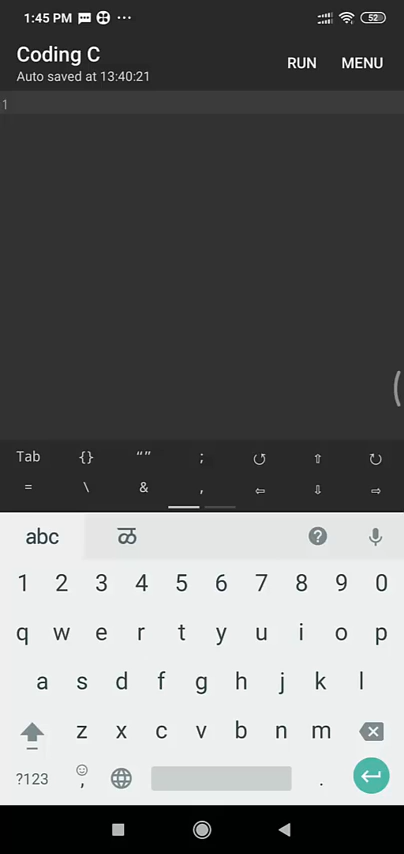 1:45 PM 52
Coding C
RUN MENU
Auto saved at 13:40:21
1
Tab {} “” ; ↺ ⇧ ↻
= \ & , ⇦ ⇩ ⇨
abc ?
1 2 3 4 5 6 7 8 9 0
q w e r t y u i o p
a s d f g h j k l
z x c v b n m
?123 , .